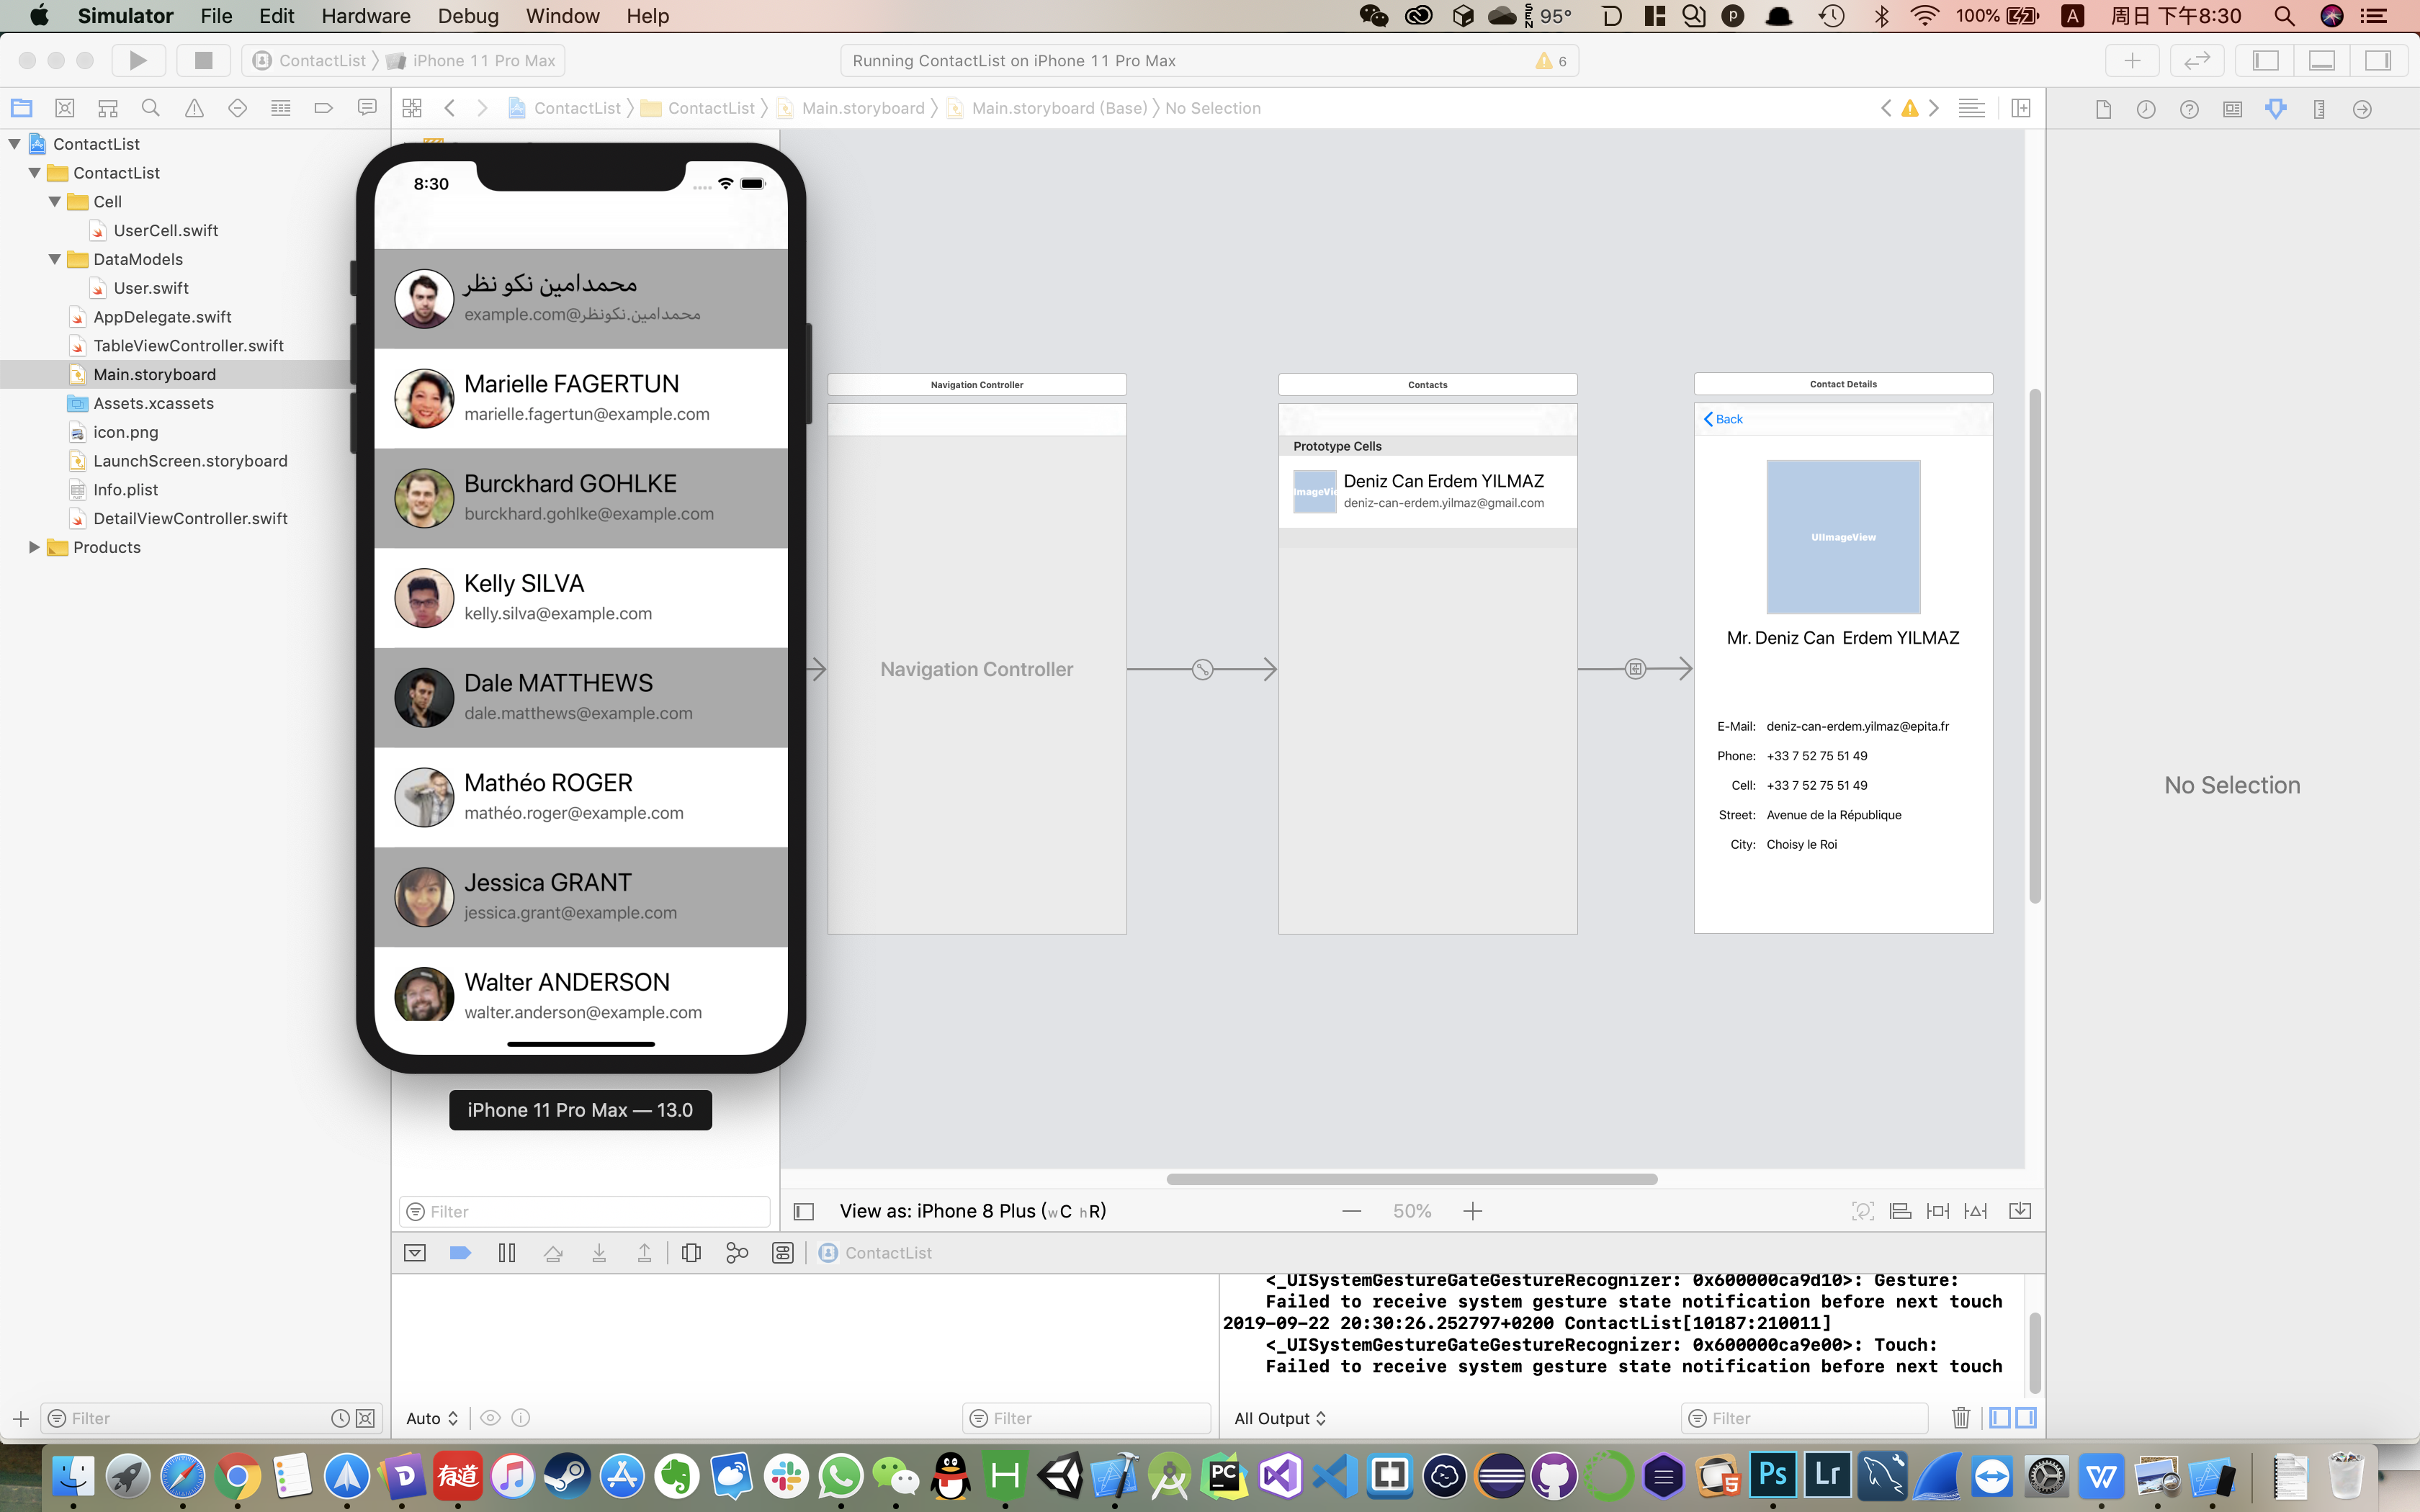 Simulator File Edit Hardware Debug Window Help
SEN 95° 100% A 周日 下午8:30
ContactList iPhone 11 Pro Max
Running ContactList on iPhone 11 Pro Max
6
ContactList ContactList Main.storyboard Main.storyboard (Base) No Selection
ContactList
ContactList
Cell
UserCell.swift
DataModels
User.swift
AppDelegate.swift
TableViewController.swift
Main.storyboard
Assets.xcassets
icon.png
LaunchScreen.storyboard
Info.plist
DetailViewController.swift
Products
Filter
8:30
محمدامین نکو نظر
محمدامین.نکونظر@example.com
Marielle FAGERTUN
marielle.fagertun@example.com
Burckhard GOHLKE
burckhard.gohlke@example.com
Kelly SILVA
kelly.silva@example.com
Dale MATTHEWS
dale.matthews@example.com
Mathéo ROGER
mathéo.roger@example.com
Jessica GRANT
jessica.grant@example.com
Walter ANDERSON
walter.anderson@example.com
iPhone 11 Pro Max — 13.0
Filter
Navigation Controller
Navigation Controller
Contacts
Prototype Cells
ImageVie
Deniz Can Erdem YILMAZ
deniz-can-erdem.yilmaz@gmail.com
Contact Details
Back
UIImageView
Mr. Deniz Can Erdem YILMAZ
E-Mail: deniz-can-erdem.yilmaz@epita.fr
Phone: +33 7 52 75 51 49
Cell: +33 7 52 75 51 49
Street: Avenue de la République
City: Choisy le Roi
No Selection
View as: iPhone 8 Plus (wC hR)
50%
ContactList
<_UISystemGestureGateGestureRecognizer: 0x600000ca9d10>: Gesture:
Failed to receive system gesture state notification before next touch
2019-09-22 20:30:26.252797+0200 ContactList[10187:210011]
<_UISystemGestureGateGestureRecognizer: 0x600000ca9e00>: Touch:
Failed to receive system gesture state notification before next touch
Auto
Filter
All Output
Filter
有道
PC
5
Ps
Lr